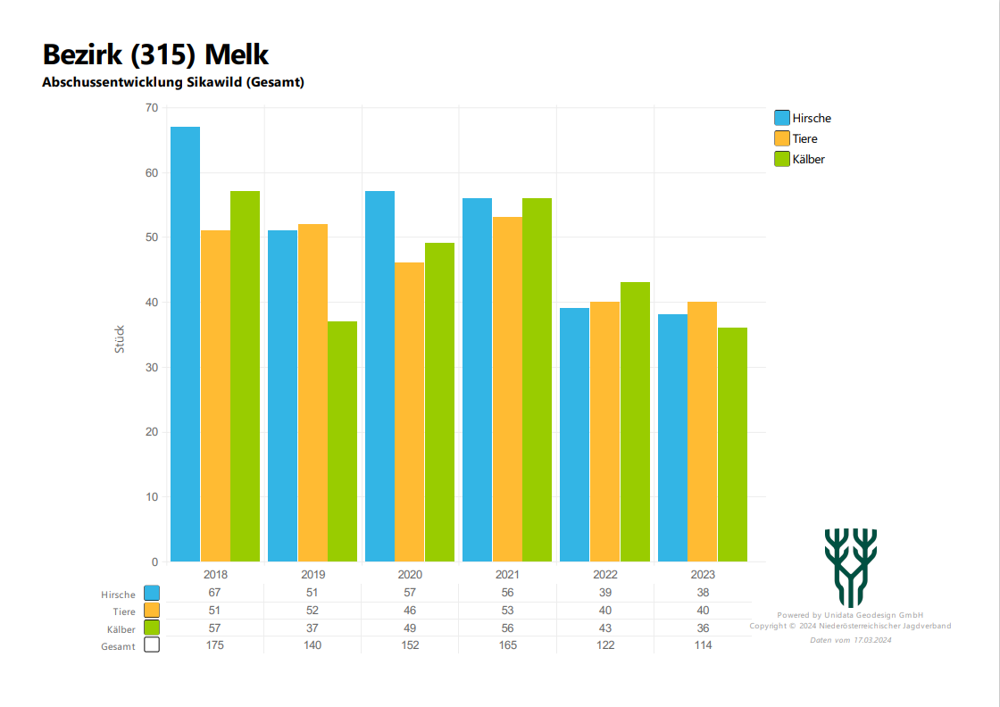 Bezirk (315) Melk
Abschussentwicklung Sikawild (Gesamt)
70
60
50
40
30
20
10
0
Stück
Hirsche
Tiere
Kälber
2018 2019 2020 2021 2022 2023
Hirsche 67 51 57 56 39 38
Tiere 51 52 46 53 40 40
Kälber 57 37 49 56 43 36
Gesamt 175 140 152 165 122 114
Powered by Unidata Geodesign GmbH
Copyright © 2024 Niederösterreichischer Jagdverband
Daten vom 17.03.2024